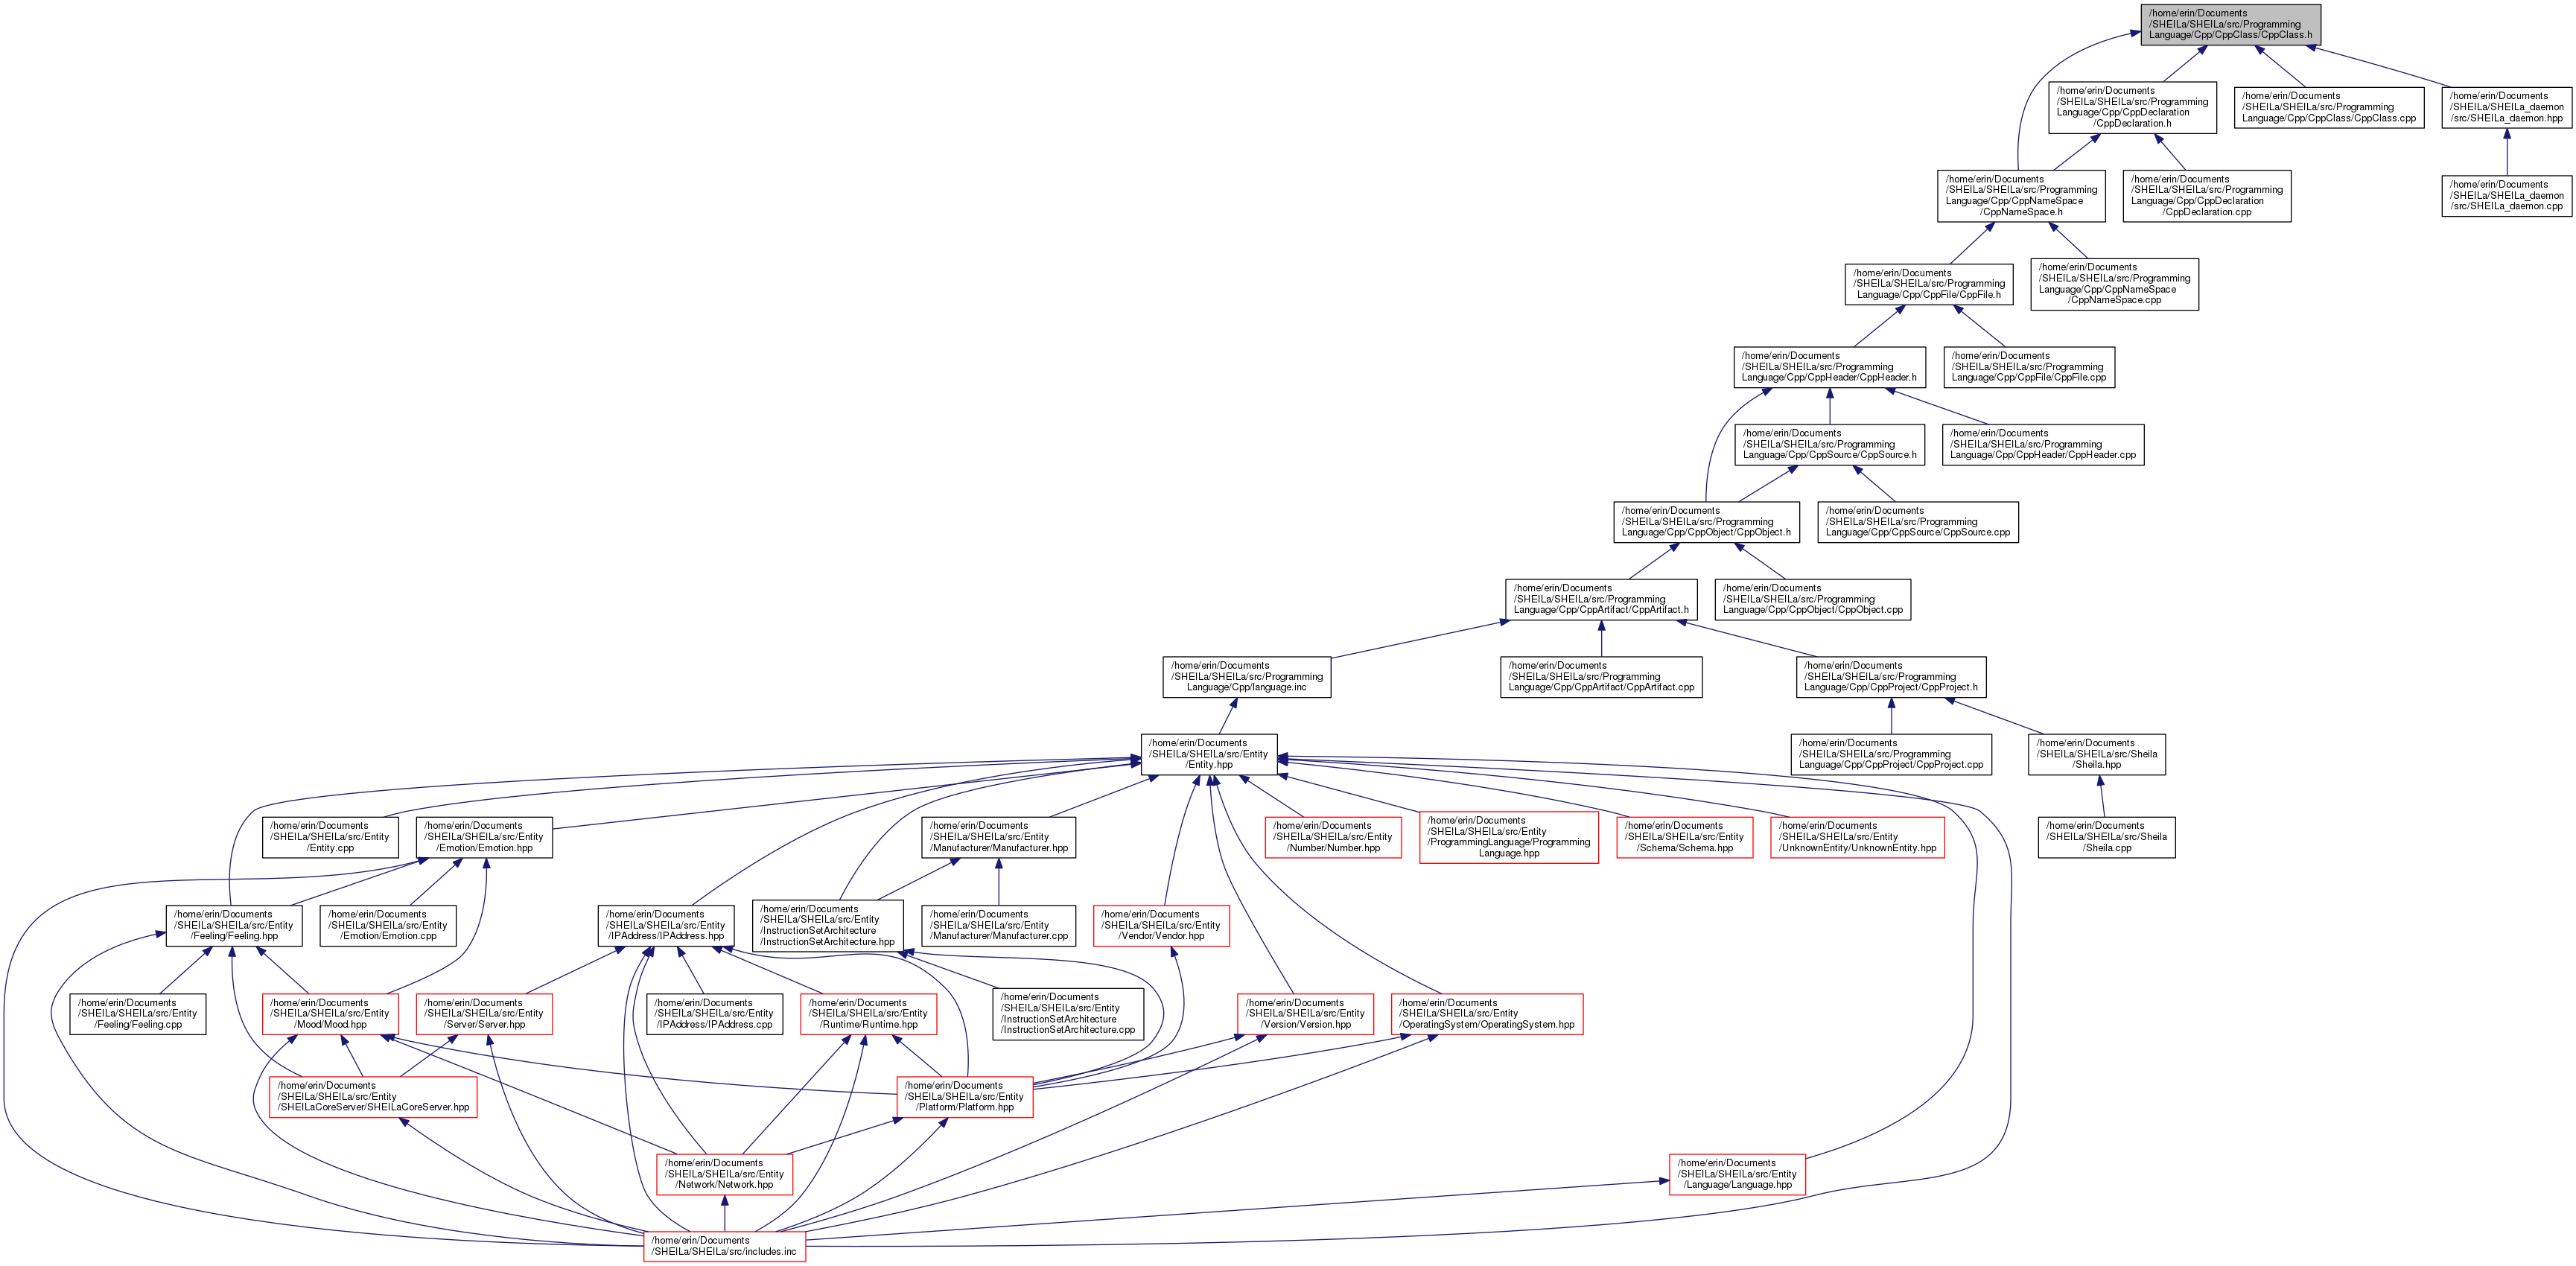 /home/erin/Documents
/SHEILa/SHEILa/src/Programming
Language/Cpp/CppClass/CppClass.h
/home/erin/Documents
/SHEILa/SHEILa/src/Programming
Language/Cpp/CppDeclaration
/CppDeclaration.h
/home/erin/Documents
/SHEILa/SHEILa/src/Programming
Language/Cpp/CppClass/CppClass.cpp
/home/erin/Documents
/SHEILa/SHEILa_daemon
/src/SHEILa_daemon.hpp
/home/erin/Documents
/SHEILa/SHEILa/src/Programming
Language/Cpp/CppNameSpace
/CppNameSpace.h
/home/erin/Documents
/SHEILa/SHEILa/src/Programming
Language/Cpp/CppDeclaration
/CppDeclaration.cpp
/home/erin/Documents
/SHEILa/SHEILa_daemon
/src/SHEILa_daemon.cpp
/home/erin/Documents
/SHEILa/SHEILa/src/Programming
Language/Cpp/CppFile/CppFile.h
/home/erin/Documents
/SHEILa/SHEILa/src/Programming
Language/Cpp/CppNameSpace
/CppNameSpace.cpp
/home/erin/Documents
/SHEILa/SHEILa/src/Programming
Language/Cpp/CppHeader/CppHeader.h
/home/erin/Documents
/SHEILa/SHEILa/src/Programming
Language/Cpp/CppFile/CppFile.cpp
/home/erin/Documents
/SHEILa/SHEILa/src/Programming
Language/Cpp/CppSource/CppSource.h
/home/erin/Documents
/SHEILa/SHEILa/src/Programming
Language/Cpp/CppHeader/CppHeader.cpp
/home/erin/Documents
/SHEILa/SHEILa/src/Programming
Language/Cpp/CppObject/CppObject.h
/home/erin/Documents
/SHEILa/SHEILa/src/Programming
Language/Cpp/CppSource/CppSource.cpp
/home/erin/Documents
/SHEILa/SHEILa/src/Programming
Language/Cpp/CppArtifact/CppArtifact.h
/home/erin/Documents
/SHEILa/SHEILa/src/Programming
Language/Cpp/CppObject/CppObject.cpp
/home/erin/Documents
/SHEILa/SHEILa/src/Programming
Language/Cpp/language.inc
/home/erin/Documents
/SHEILa/SHEILa/src/Programming
Language/Cpp/CppArtifact/CppArtifact.cpp
/home/erin/Documents
/SHEILa/SHEILa/src/Programming
Language/Cpp/CppProject/CppProject.h
/home/erin/Documents
/SHEILa/SHEILa/src/Entity
/Entity.hpp
/home/erin/Documents
/SHEILa/SHEILa/src/Programming
Language/Cpp/CppProject/CppProject.cpp
/home/erin/Documents
/SHEILa/SHEILa/src/Sheila
/Sheila.hpp
/home/erin/Documents
/SHEILa/SHEILa/src/Entity
/Entity.cpp
/home/erin/Documents
/SHEILa/SHEILa/src/Entity
/Emotion/Emotion.hpp
/home/erin/Documents
/SHEILa/SHEILa/src/Entity
/Manufacturer/Manufacturer.hpp
/home/erin/Documents
/SHEILa/SHEILa/src/Entity
/Number/Number.hpp
/home/erin/Documents
/SHEILa/SHEILa/src/Entity
/ProgrammingLanguage/Programming
Language.hpp
/home/erin/Documents
/SHEILa/SHEILa/src/Entity
/Schema/Schema.hpp
/home/erin/Documents
/SHEILa/SHEILa/src/Entity
/UnknownEntity/UnknownEntity.hpp
/home/erin/Documents
/SHEILa/SHEILa/src/Sheila
/Sheila.cpp
/home/erin/Documents
/SHEILa/SHEILa/src/Entity
/Feeling/Feeling.hpp
/home/erin/Documents
/SHEILa/SHEILa/src/Entity
/Emotion/Emotion.cpp
/home/erin/Documents
/SHEILa/SHEILa/src/Entity
/IPAddress/IPAddress.hpp
/home/erin/Documents
/SHEILa/SHEILa/src/Entity
/InstructionSetArchitecture
/InstructionSetArchitecture.hpp
/home/erin/Documents
/SHEILa/SHEILa/src/Entity
/Manufacturer/Manufacturer.cpp
/home/erin/Documents
/SHEILa/SHEILa/src/Entity
/Vendor/Vendor.hpp
/home/erin/Documents
/SHEILa/SHEILa/src/Entity
/Feeling/Feeling.cpp
/home/erin/Documents
/SHEILa/SHEILa/src/Entity
/Mood/Mood.hpp
/home/erin/Documents
/SHEILa/SHEILa/src/Entity
/Server/Server.hpp
/home/erin/Documents
/SHEILa/SHEILa/src/Entity
/IPAddress/IPAddress.cpp
/home/erin/Documents
/SHEILa/SHEILa/src/Entity
/Runtime/Runtime.hpp
/home/erin/Documents
/SHEILa/SHEILa/src/Entity
/InstructionSetArchitecture
/InstructionSetArchitecture.cpp
/home/erin/Documents
/SHEILa/SHEILa/src/Entity
/Version/Version.hpp
/home/erin/Documents
/SHEILa/SHEILa/src/Entity
/OperatingSystem/OperatingSystem.hpp
/home/erin/Documents
/SHEILa/SHEILa/src/Entity
/SHEILaCoreServer/SHEILaCoreServer.hpp
/home/erin/Documents
/SHEILa/SHEILa/src/Entity
/Platform/Platform.hpp
/home/erin/Documents
/SHEILa/SHEILa/src/Entity
/Network/Network.hpp
/home/erin/Documents
/SHEILa/SHEILa/src/Entity
/Language/Language.hpp
/home/erin/Documents
/SHEILa/SHEILa/src/includes.inc